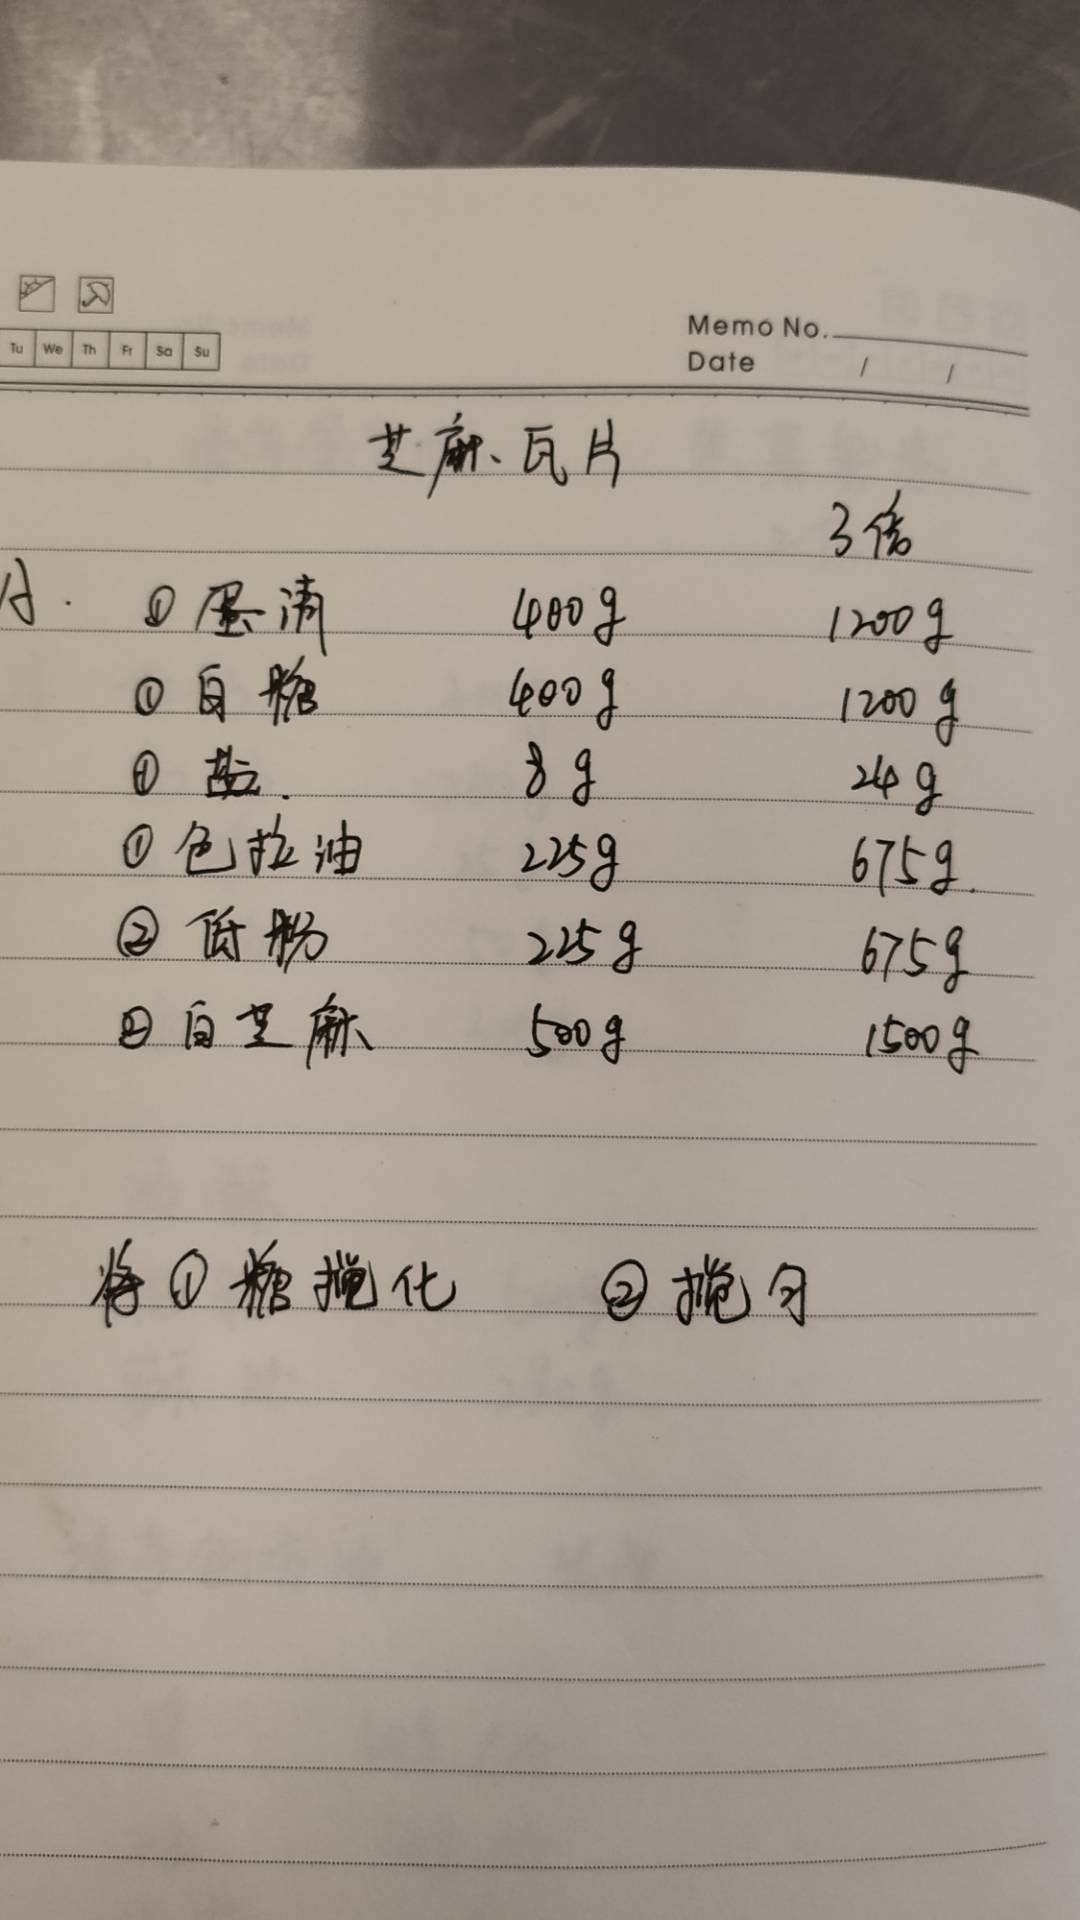 Tu We Th Fr Sa Su
Memo No.
Date / /
芝麻瓦片
3倍
A. ①蛋清 400g 1200g
①白糖 400g 1200g
①盐. 8g 24g
①色拉油 225g 675g.
②低粉 225g 675g
②白芝麻 500g 1500g
将①糖搅化 ②搅匀